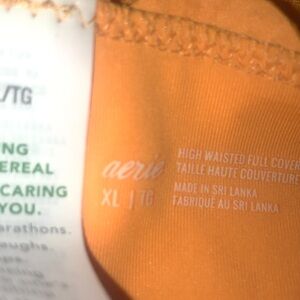 /TG
NG
EREAL
CARING
YOU.
arathons.
aughs.
aerie
XL | TG
HIGH WAISTED FULL COVER
TAILLE HAUTE COUVERTURE
MADE IN SRI LANKA
FABRIQUÉ AU SRI LANKA